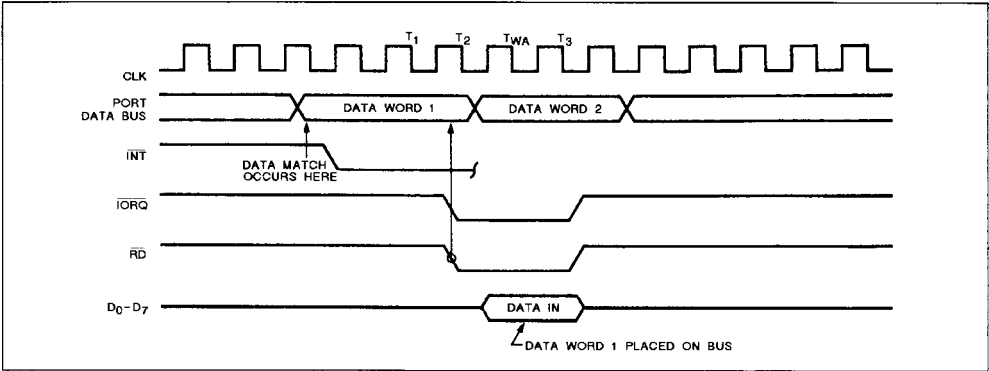 T1 T2 TWA T3
CLK
PORT
DATA BUS
DATA WORD 1 DATA WORD 2
INT
DATA MATCH
OCCURS HERE
IORQ
RD
D0-D7
DATA IN
DATA WORD 1 PLACED ON BUS